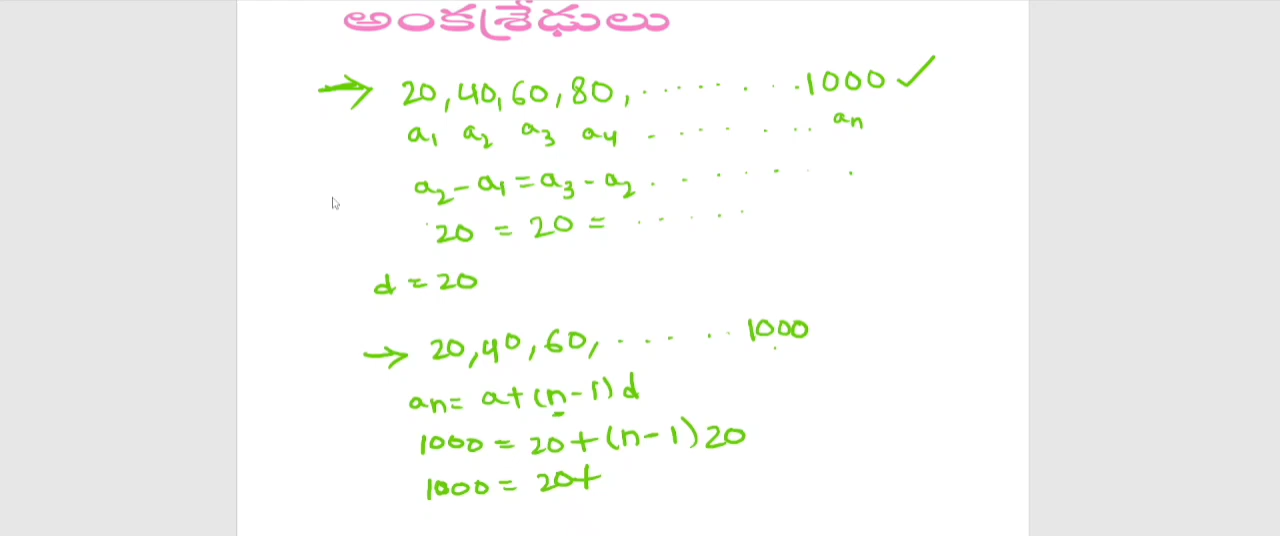 అంకశ్రేఢులు
→ 20, 40, 60, 80, ............1000 ✓
a₁ a₂ a₃ a₄ ............ an
a₂ - a₁ = a₃ - a₂ ........
20 = 20 = ......
d = 20
→ 20, 40, 60, ...... 1000
an = a + (n - 1) d
1000 = 20 + (n - 1) 20
1000 = 20 +